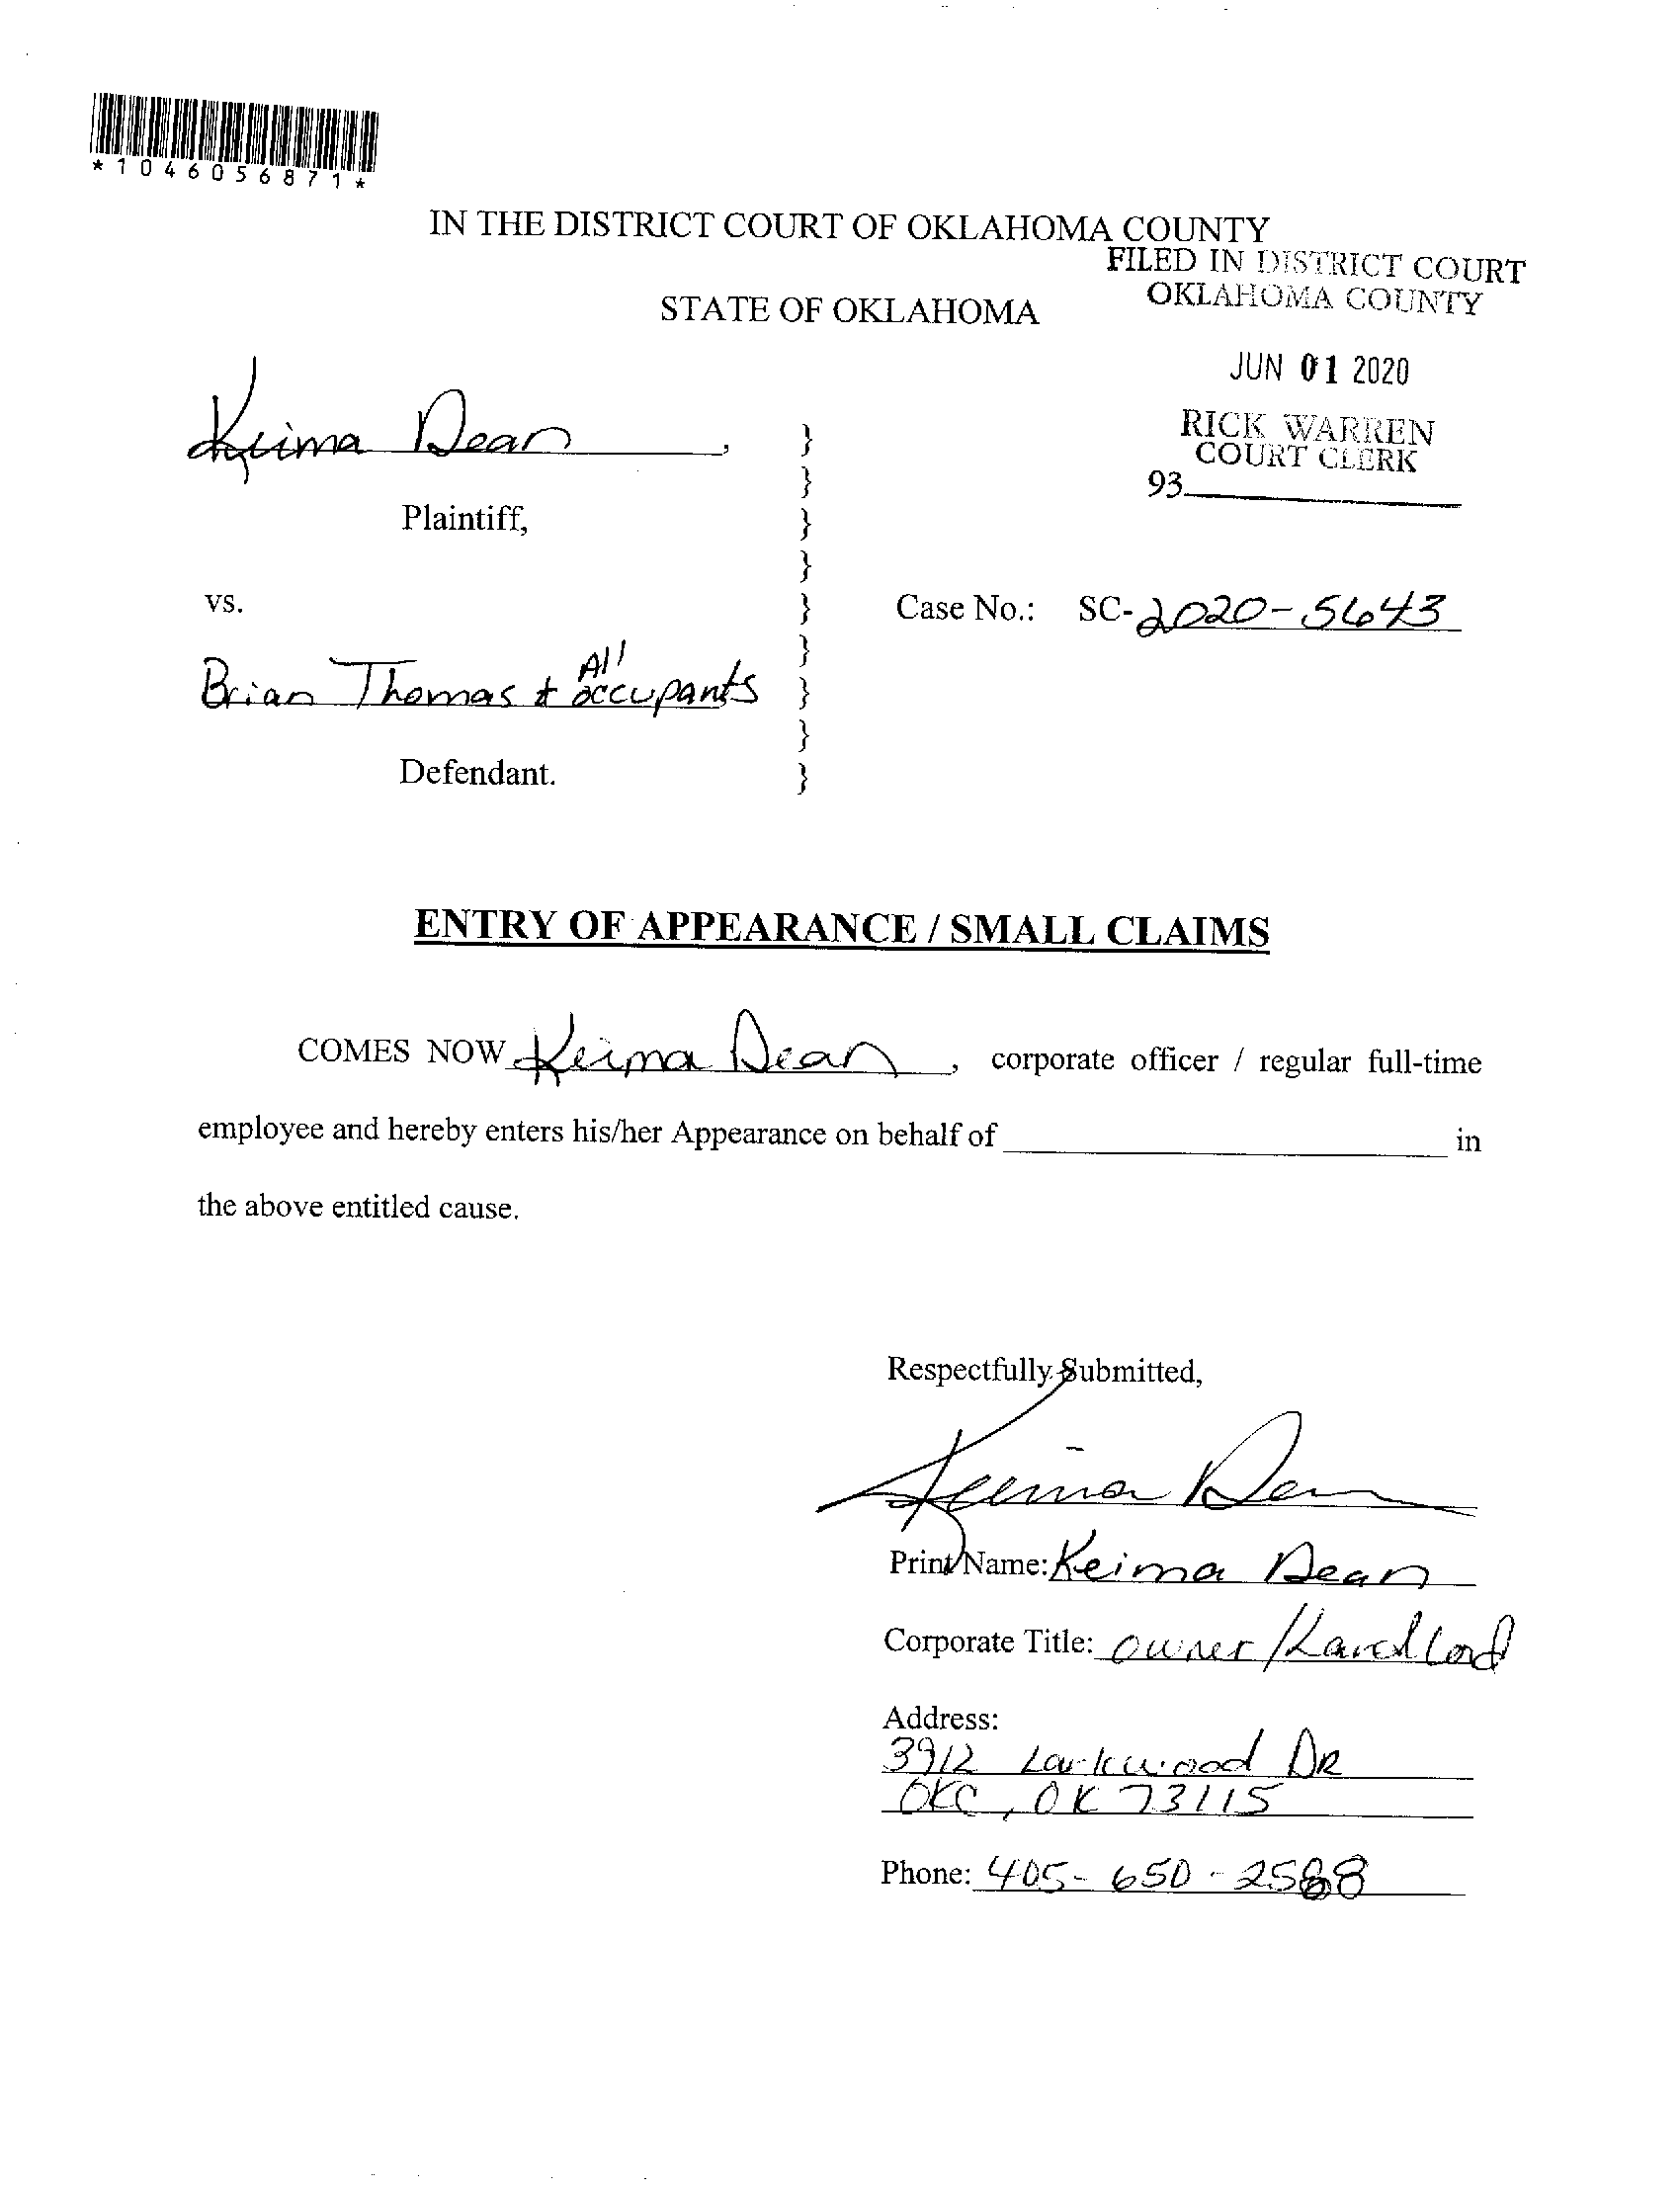 *1046056871*
IN THE DISTRICT COURT OF OKLAHOMA COUNTY
FILED IN DISTRICT COURT
OKLAHOMA COUNTY
STATE OF OKLAHOMA
JUN 01 2020
RICK WARREN
COURT CLERK
93
Keima Dean,
Plaintiff,
vs.
Case No.: SC-2020-5643
Brian Thomas + All occupants
Defendant.
ENTRY OF APPEARANCE / SMALL CLAIMS
COMES NOW Keima Dean, corporate officer / regular full-time
employee and hereby enters his/her Appearance on behalf of in
the above entitled cause.
Respectfully Submitted,
Keima Dean
Print Name: Keima Dean
Corporate Title: owner/Landlord
Address:
3912 Larkwood DR
OKC, OK 73115
Phone: 405-650-2588